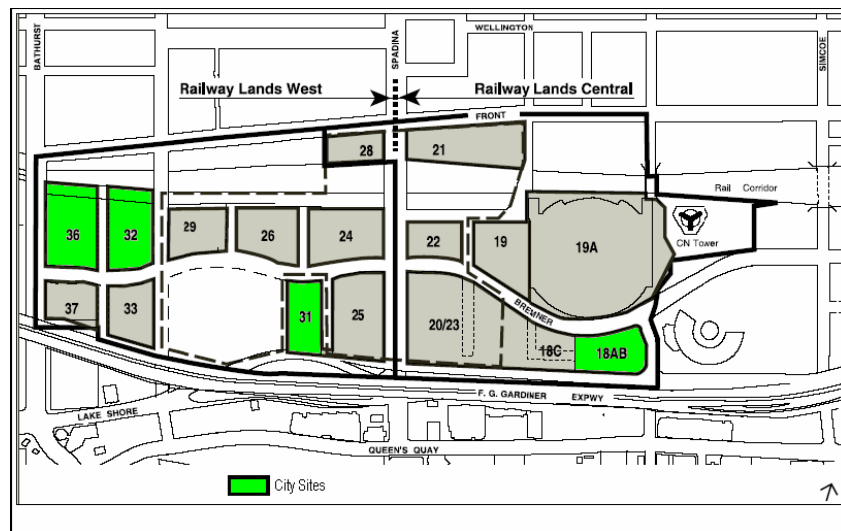 WELLINGTON
BATHURST
SPADINA
SIMCOE
Railway Lands West
Railway Lands Central
FRONT
28
21
Rail Corridor
36
32
29
26
24
22
19
19A
CN Tower
37
33
31
25
20/23
BREMNER
18C
18AB
F. G. GARDINER EXPWY
LAKE SHORE
QUEEN'S QUAY
City Sites